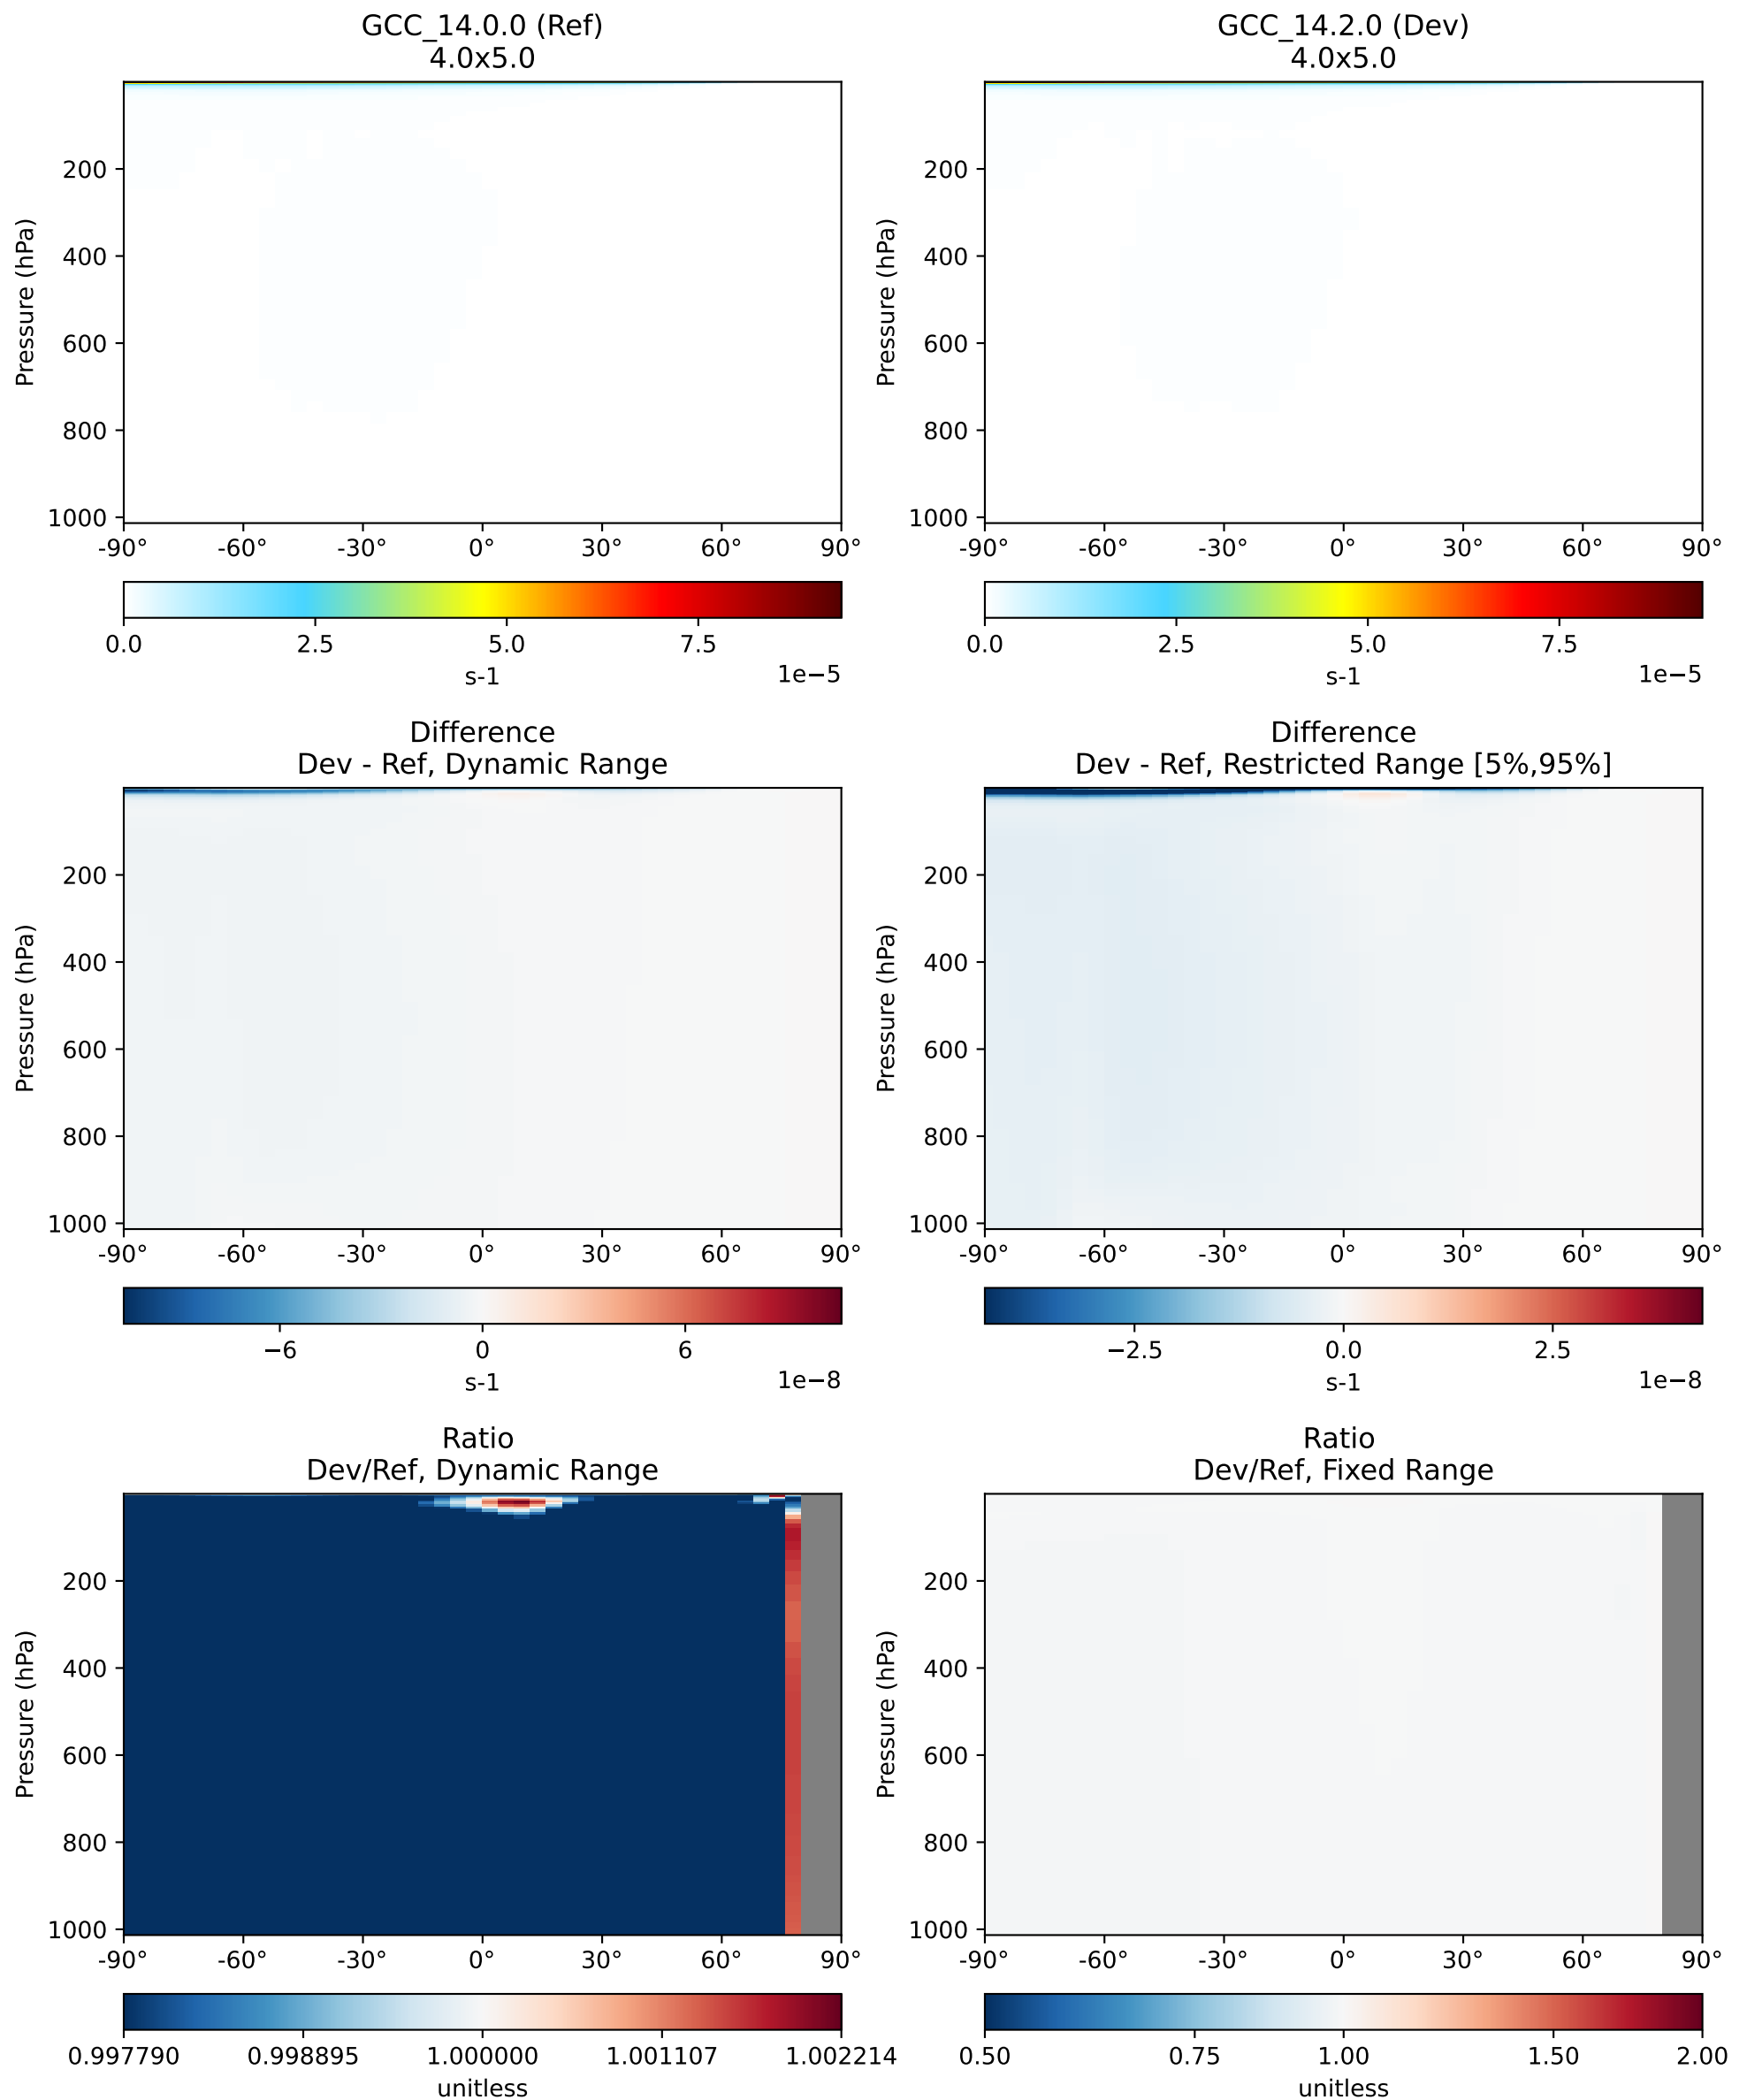 GCC_14.0.0 (Ref)
4.0x5.0
Pressure (hPa)
200
400
600
800
1000
-90° -60° -30° 0° 30° 60° 90°
0.0 2.5 5.0 7.5
s-1
1e−5
GCC_14.2.0 (Dev)
4.0x5.0
Pressure (hPa)
200
400
600
800
1000
-90° -60° -30° 0° 30° 60° 90°
0.0 2.5 5.0 7.5
s-1
1e−5
Difference
Dev - Ref, Dynamic Range
Pressure (hPa)
200
400
600
800
1000
-90° -60° -30° 0° 30° 60° 90°
−6 0 6
s-1
1e−8
Difference
Dev - Ref, Restricted Range [5%,95%]
Pressure (hPa)
200
400
600
800
1000
-90° -60° -30° 0° 30° 60° 90°
−2.5 0.0 2.5
s-1
1e−8
Ratio
Dev/Ref, Dynamic Range
Pressure (hPa)
200
400
600
800
1000
-90° -60° -30° 0° 30° 60° 90°
0.997790 0.998895 1.000000 1.001107 1.002214
unitless
Ratio
Dev/Ref, Fixed Range
Pressure (hPa)
200
400
600
800
1000
-90° -60° -30° 0° 30° 60° 90°
0.50 0.75 1.00 1.50 2.00
unitless